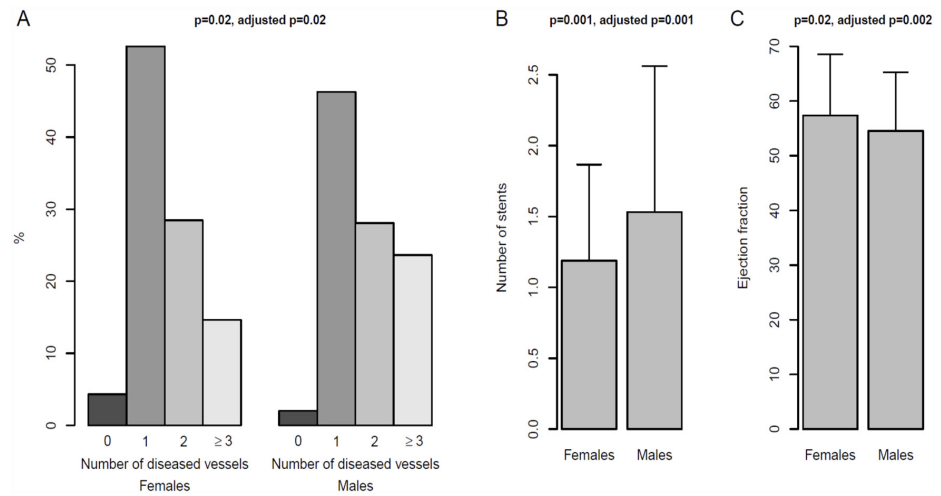 A
p=0.02, adjusted p=0.02
%
0
10
20
30
40
50
0 1 2 ≥3
Number of diseased vessels
Females
0 1 2 ≥3
Number of diseased vessels
Males
B
p=0.001, adjusted p=0.001
Number of stents
0.0
0.5
1.0
1.5
2.0
2.5
Females Males
C
p=0.02, adjusted p=0.002
Ejection fraction
0
10
20
30
40
50
60
70
Females Males